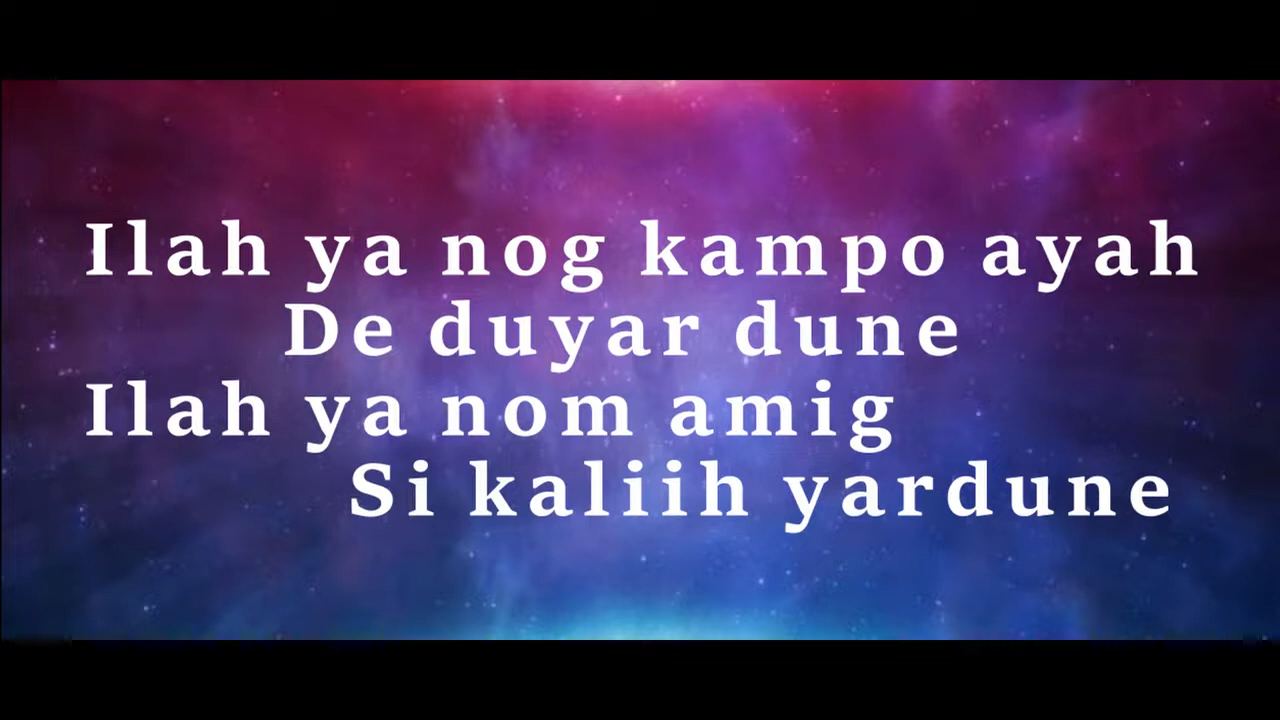 Ilah ya nog kampo ayah
De duyar dune
Ilah ya nom amig
Si kaliih yardune